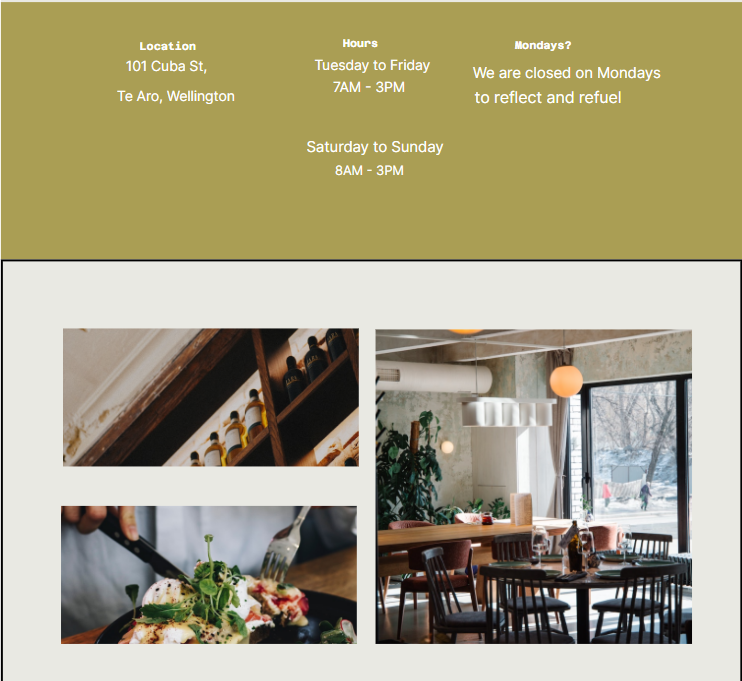 Location
101 Cuba St,
Te Aro, Wellington
Hours
Tuesday to Friday
7AM - 3PM
Saturday to Sunday
8AM - 3PM
Mondays?
We are closed on Mondays
to reflect and refuel